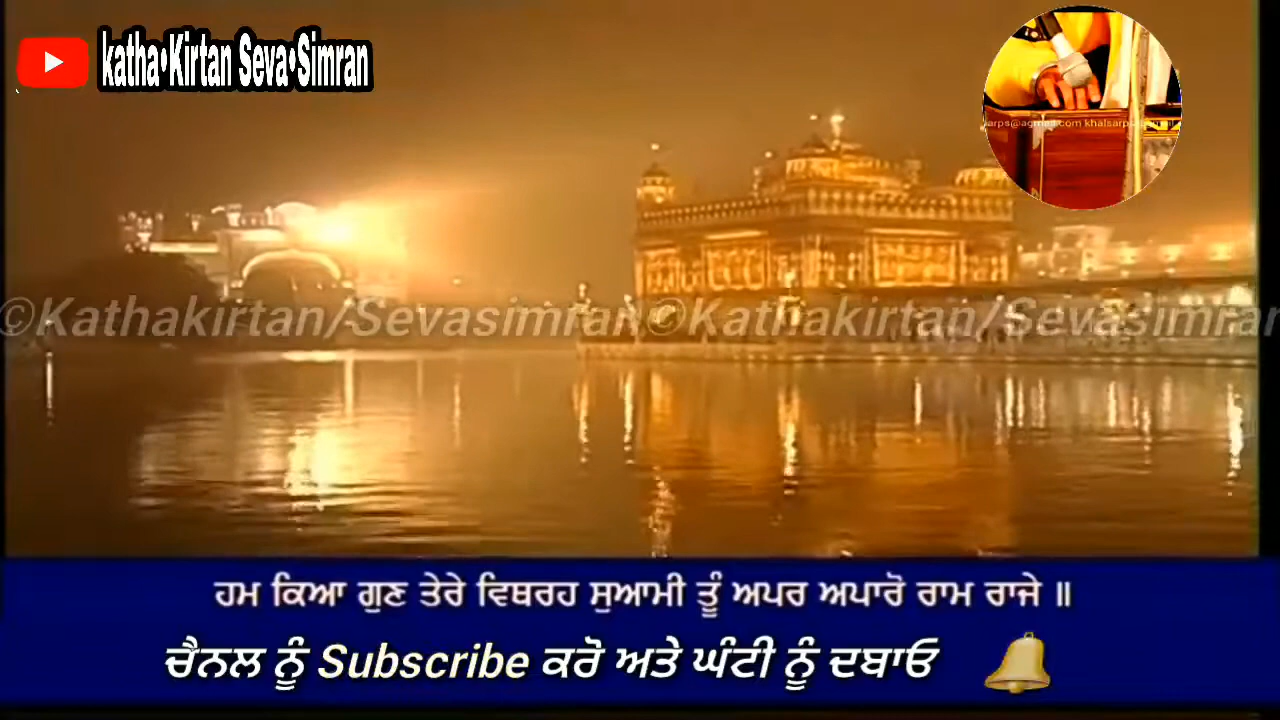 katha•Kirtan Seva•Simran
©Kathakirtan/Sevasimran©Kathakirtan/Sevasimran
ਹਮ ਕਿਆ ਗੁਣ ਤੇਰੇ ਵਿਥਰਹ ਸੁਆਮੀ ਤੂੰ ਅਪਰ ਅਪਾਰੋ ਰਾਮ ਰਾਜੇ ॥
ਚੈਨਲ ਨੂੰ Subscribe ਕਰੋ ਅਤੇ ਘੰਟੀ ਨੂੰ ਦਬਾਓ